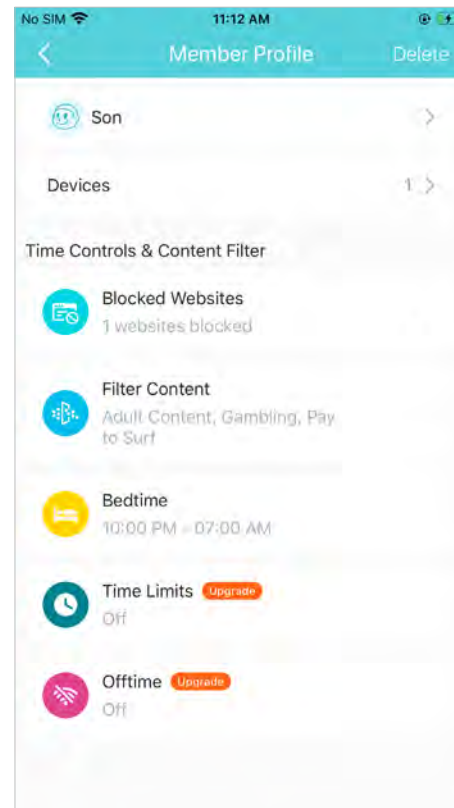 No SIM 11:12 AM
Member Profile Delete
Son
Devices 1
Time Controls & Content Filter
Blocked Websites
1 websites blocked
Filter Content
Adult Content, Gambling, Pay
to Surf
Bedtime
10:00 PM - 07:00 AM
Time Limits Upgrade
Off
Offtime Upgrade
Off